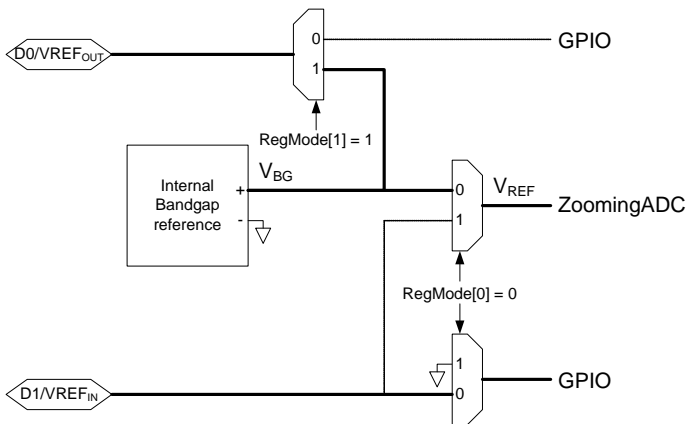 D0/VREFOUT
0
1
GPIO
RegMode[1] = 1
Internal
Bandgap
reference
+
-
VBG
0
1
VREF
ZoomingADC
RegMode[0] = 0
D1/VREFIN
1
0
GPIO